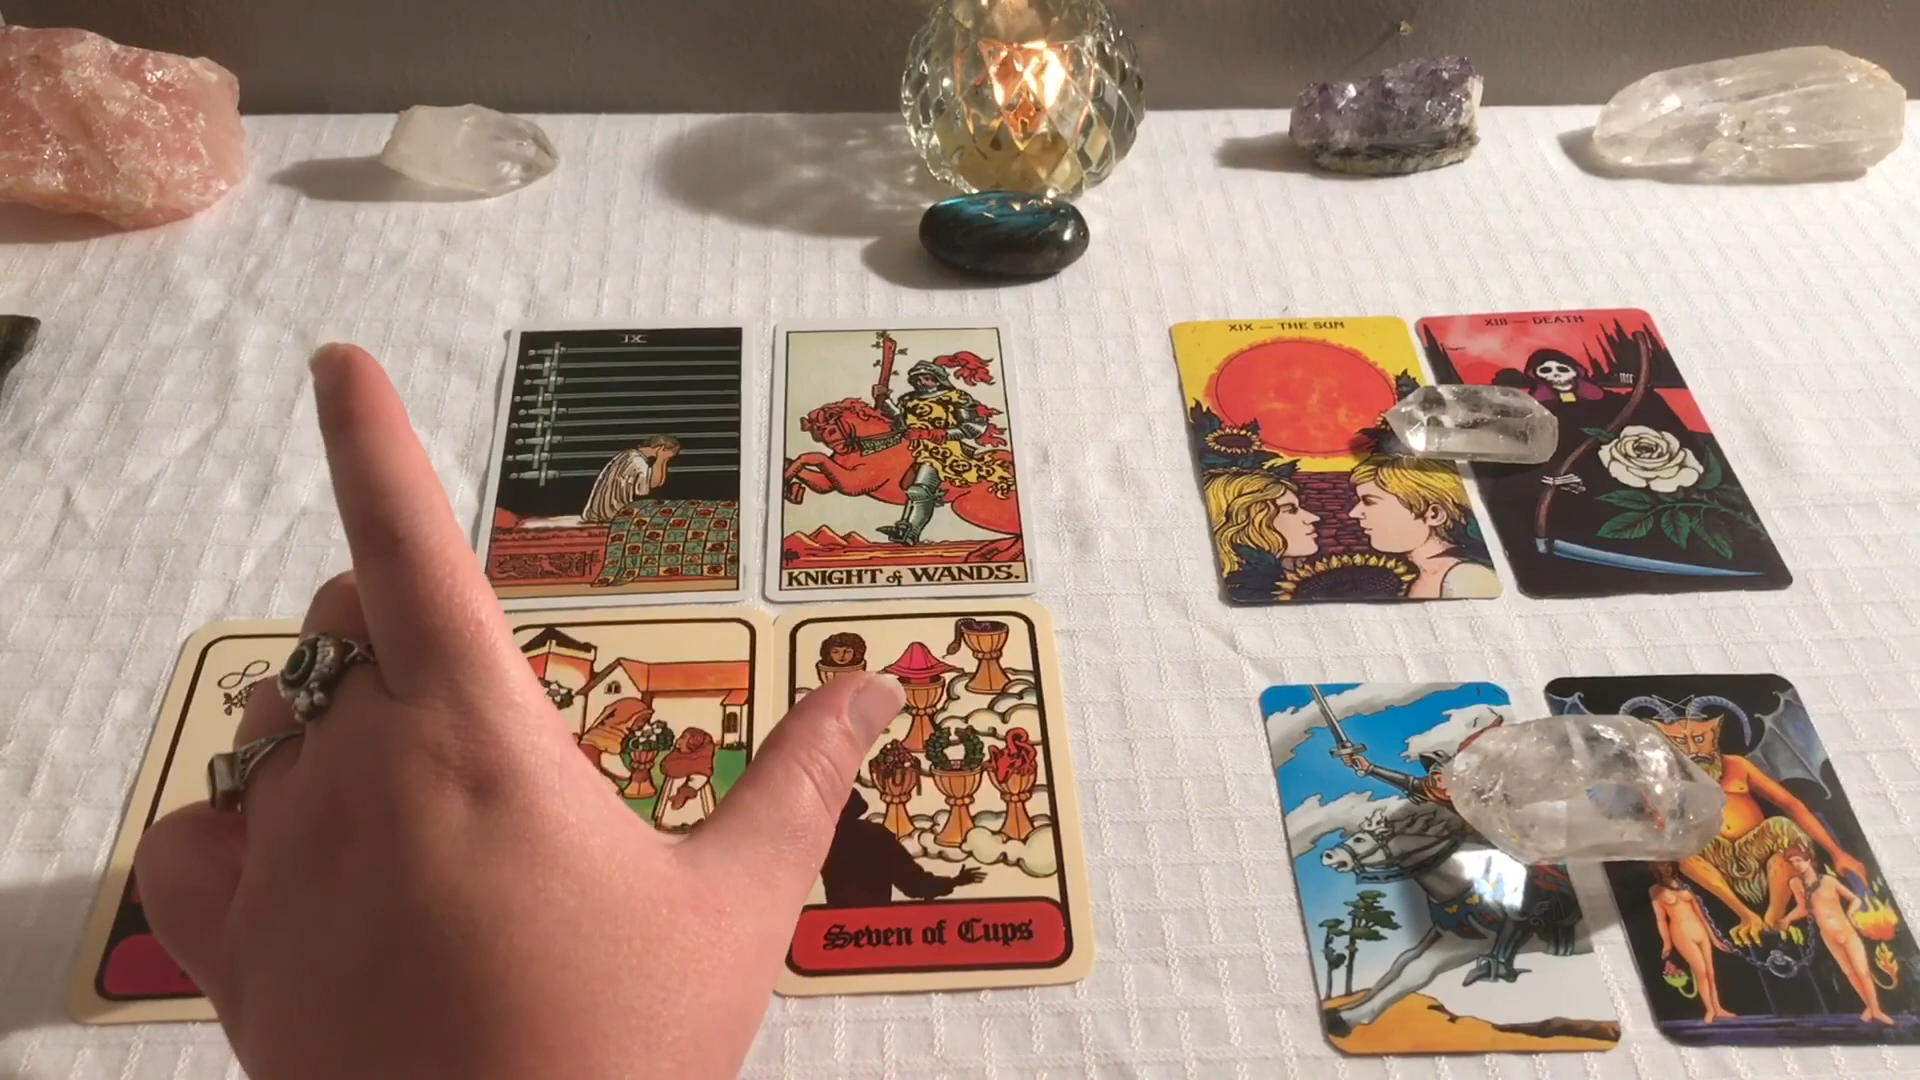 IX
KNIGHT of WANDS.
XIX — THE SUN
XIII — DEATH
Seven of Cups